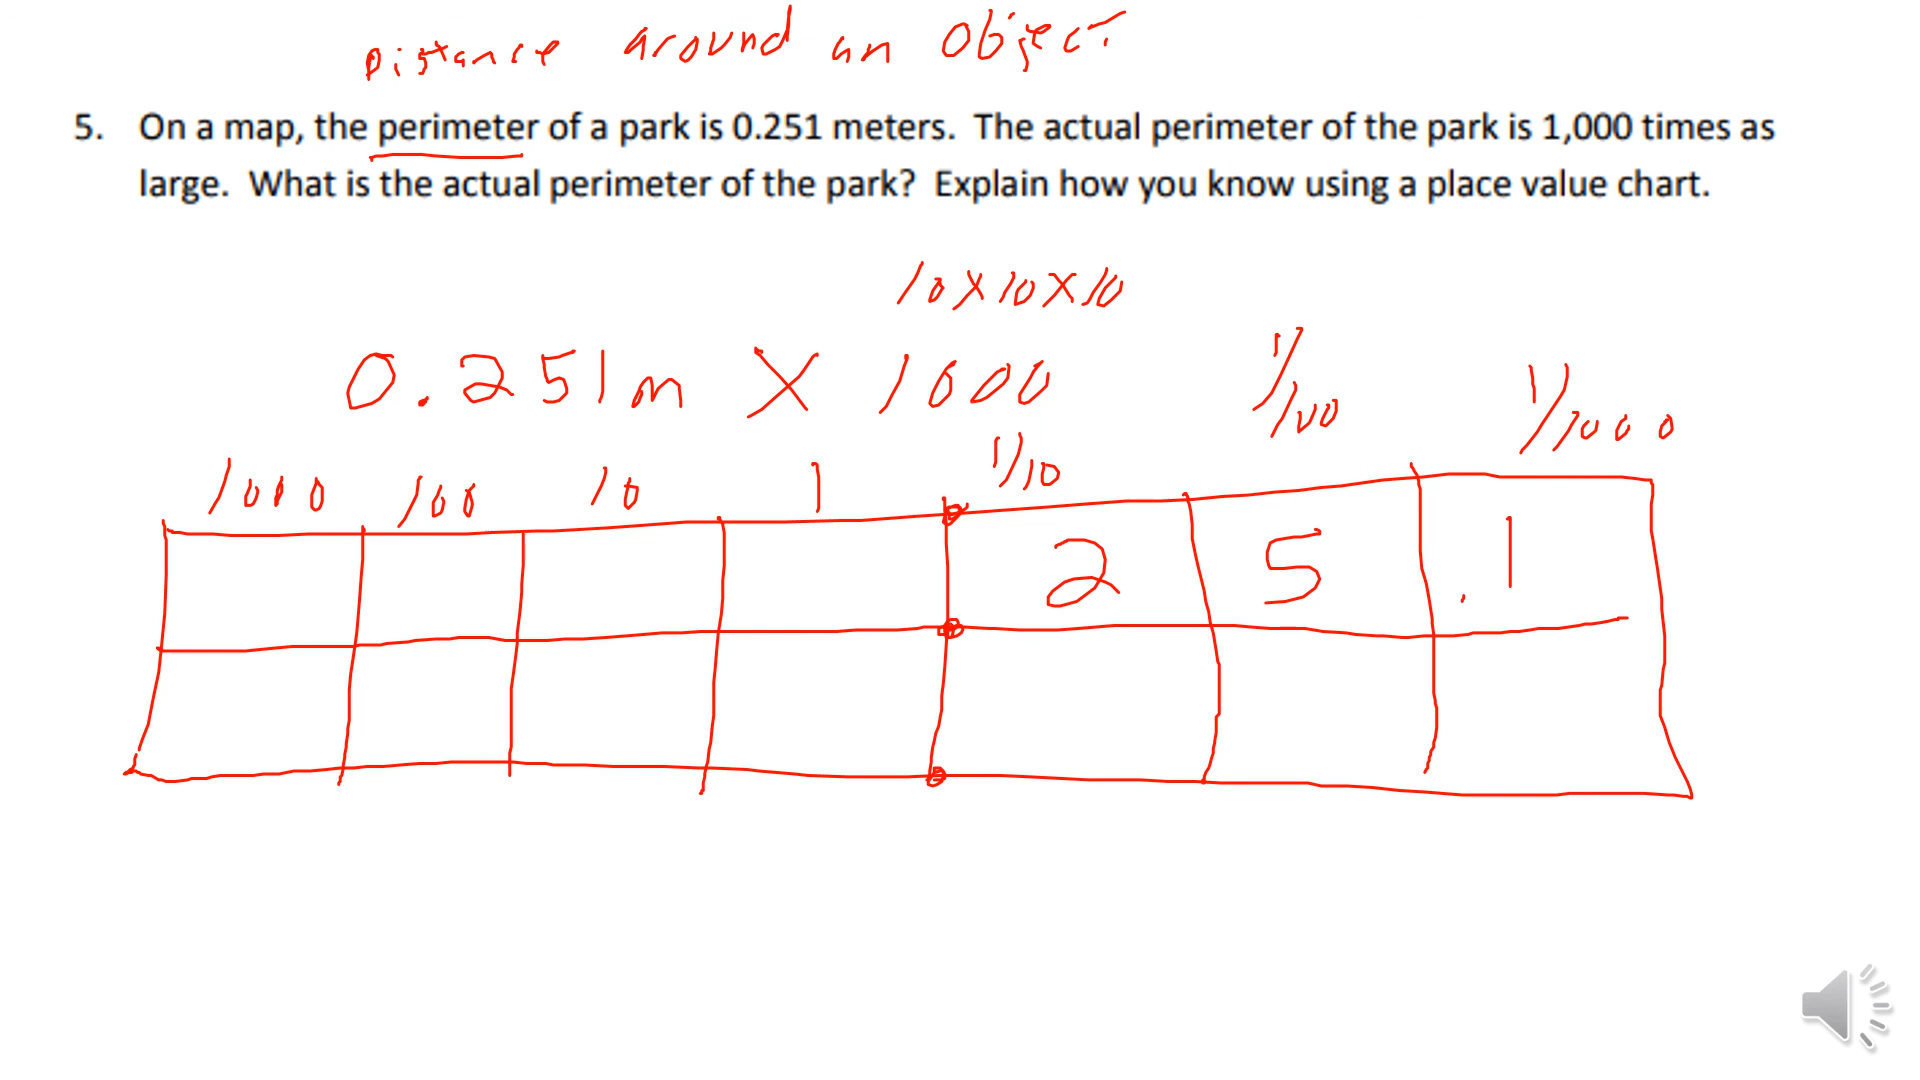 Distance around an Object.
5. On a map, the perimeter of a park is 0.251 meters. The actual perimeter of the park is 1,000 times as
large. What is the actual perimeter of the park? Explain how you know using a place value chart.
10 X 10 X 10
0.251m X 1000
1000 100 10 1 1/10 1/100 1/1000
2 5 . 1